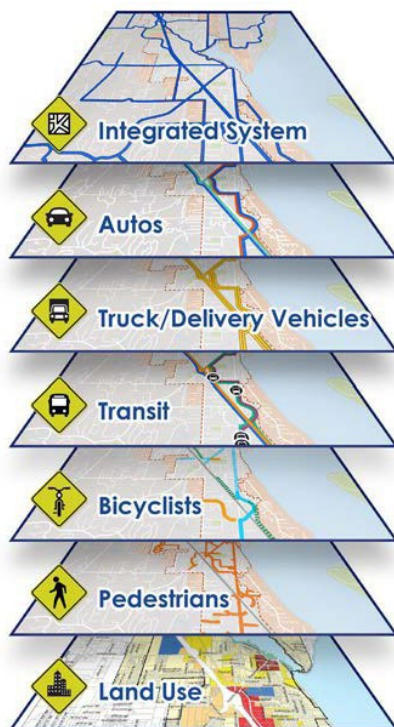 Integrated System
Autos
Truck/Delivery Vehicles
Transit
Bicyclists
Pedestrians
Land Use